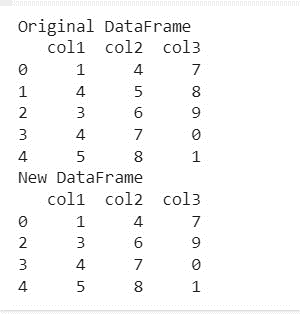 Original DataFrame
   col1  col2  col3
0     1     4     7
1     4     5     8
2     3     6     9
3     4     7     0
4     5     8     1
New DataFrame
   col1  col2  col3
0     1     4     7
2     3     6     9
3     4     7     0
4     5     8     1